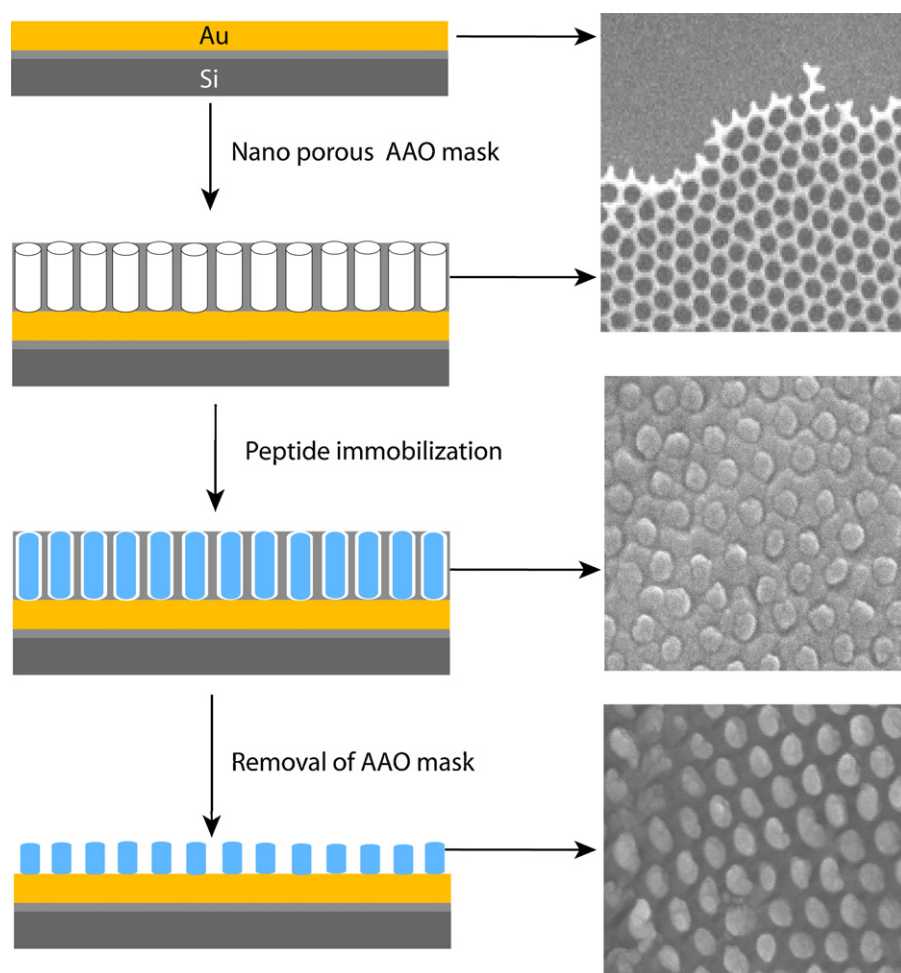 Au
Si
Nano porous AAO mask
Peptide immobilization
Removal of AAO mask